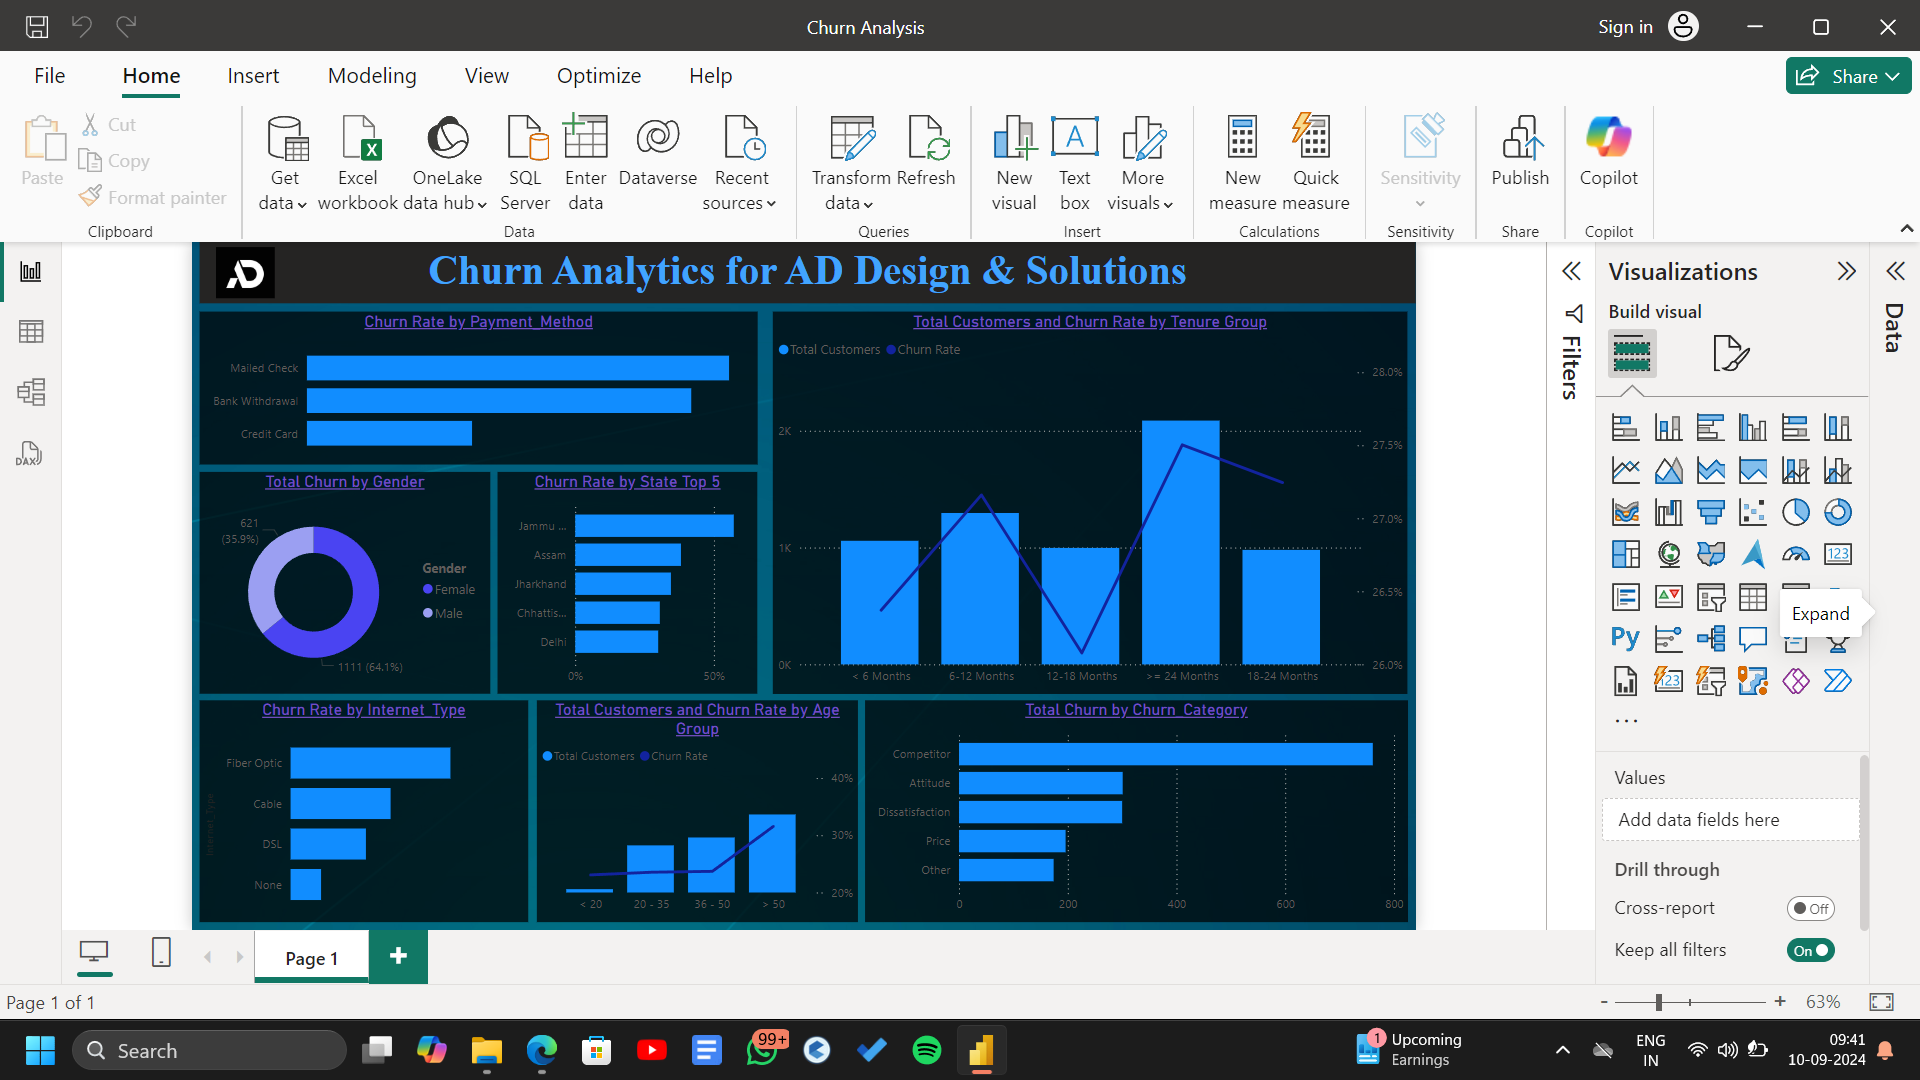 Churn Analysis
Sign in
File
Home
Insert
Modeling
View
Optimize
Help
Share
Paste
Cut
Copy
Format painter
Clipboard
Get data
Excel workbook
OneLake data hub
SQL Server
Enter data
Dataverse
Recent sources
Data
Transform data
Refresh
Queries
New visual
Text box
More visuals
Insert
New measure
Quick measure
Calculations
Sensitivity
Sensitivity
Publish
Share
Copilot
Copilot
AD
Churn Analytics for AD Design & Solutions
Churn Rate by Payment_Method
Mailed Check
Bank Withdrawal
Credit Card
Total Customers and Churn Rate by Tenure Group
Total Customers
Churn Rate
28.0%
2K
27.5%
27.0%
1K
26.5%
0K
26.0%
< 6 Months
6-12 Months
12-18 Months
>= 24 Months
18-24 Months
Total Churn by Gender
621
(35.9%)
Gender
Female
Male
1111 (64.1%)
Churn Rate by State Top 5
Jammu ...
Assam
Jharkhand
Chhattis...
Delhi
0%
50%
Churn Rate by Internet_Type
Internet_Type
Fiber Optic
Cable
DSL
None
Total Customers and Churn Rate by Age
Group
Total Customers
Churn Rate
40%
30%
20%
< 20
20 - 35
36 - 50
> 50
Total Churn by Churn_Category
Competitor
Attitude
Dissatisfaction
Price
Other
0
200
400
600
800
Filters
Visualizations
Build visual
123
Py
123
Expand
...
Values
Add data fields here
Drill through
Cross-report
Off
Keep all filters
On
Data
DAX
Page 1
+
Page 1 of 1
-
+
63%
Search
99+
1
Upcoming
Earnings
ENG
IN
09:41
10-09-2024